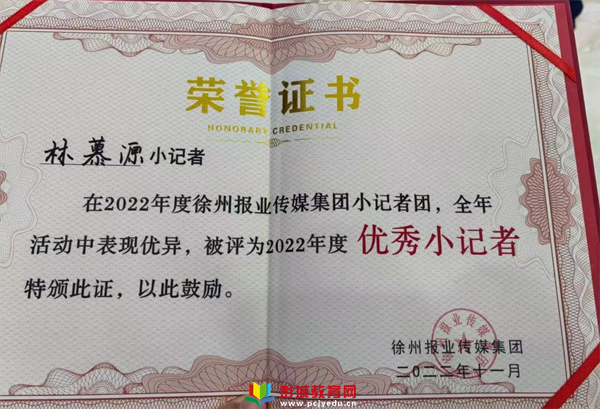 荣誉证书
HONORARY CREDENTIAL
林慕源小记者
在2022年度徐州报业传媒集团小记者团，全年
活动中表现优异，被评为2022年度 优秀小记者
特颁此证，以此鼓励。
徐州报业传媒集团
二〇二二年十一月
www.pcjyedu.cn